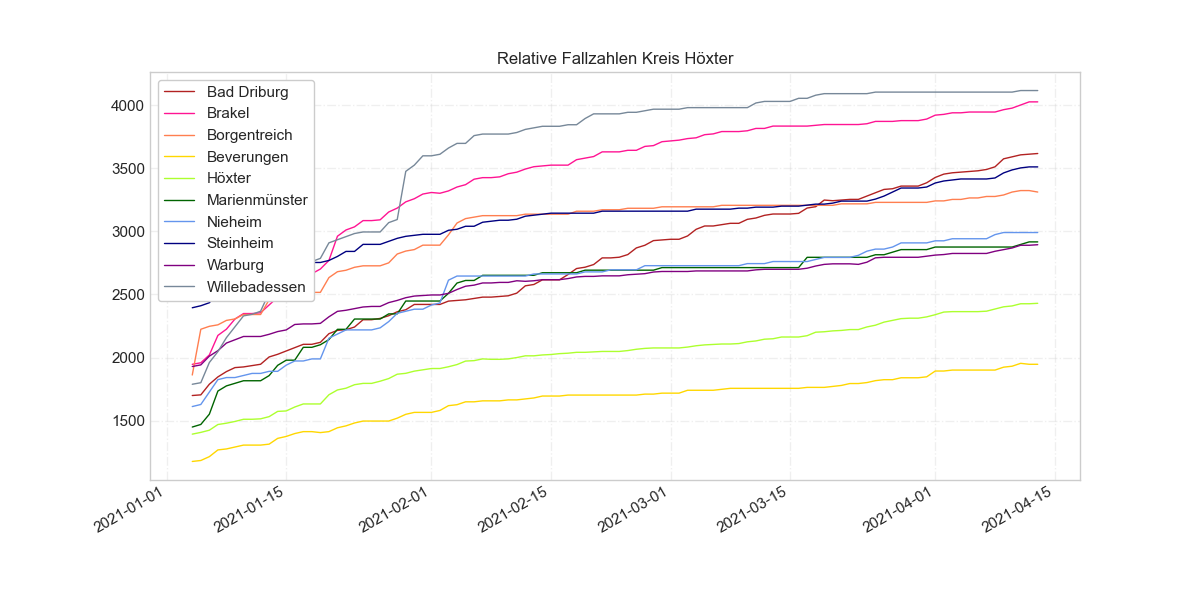 Relative Fallzahlen Kreis Höxter
4000
3500
3000
2500
2000
1500
Bad Driburg
Brakel
Borgentreich
Beverungen
Höxter
Marienmünster
Nieheim
Steinheim
Warburg
Willebadessen
2021-01-01
2021-01-15
2021-02-01
2021-02-15
2021-03-01
2021-03-15
2021-04-01
2021-04-15